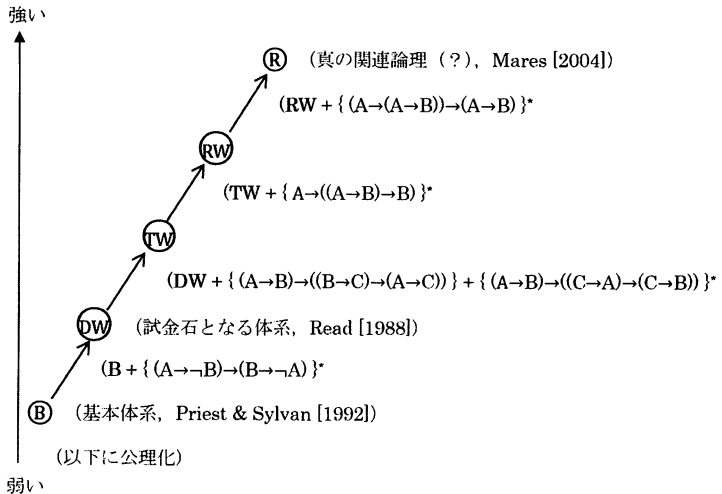 強い
R (真の関連論理(?), Mares [2004])
(RW + { (A→(A→B))→(A→B) }*
RW
(TW + { A→((A→B)→B) }*
TW
(DW + { (A→B)→((B→C)→(A→C)) } + { (A→B)→((C→A)→(C→B)) }*
DW (試金石となる体系, Read [1988])
(B + { (A→¬B)→(B→¬A) }*
B (基本体系, Priest & Sylvan [1992])
(以下に公理化)
弱い